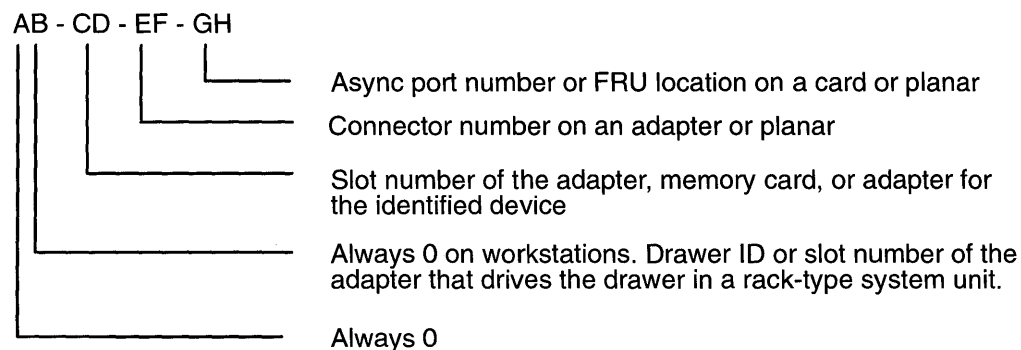 AB - CD - EF - GH
Async port number or FRU location on a card or planar
Connector number on an adapter or planar
Slot number of the adapter, memory card, or adapter for
the identified device
Always 0 on workstations. Drawer ID or slot number of the
adapter that drives the drawer in a rack-type system unit.
Always 0